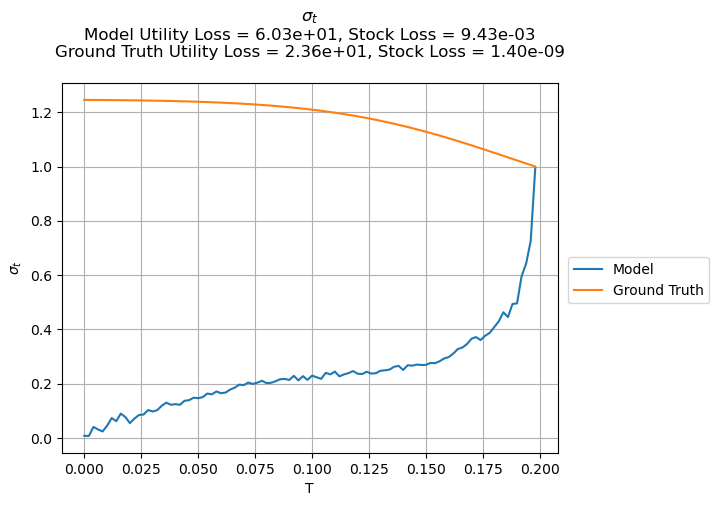 σt
Model Utility Loss = 6.03e+01, Stock Loss = 9.43e-03
Ground Truth Utility Loss = 2.36e+01, Stock Loss = 1.40e-09
1.2
1.0
0.8
0.6
0.4
0.2
0.0
σt
0.000 0.025 0.050 0.075 0.100 0.125 0.150 0.175 0.200
T
Model
Ground Truth